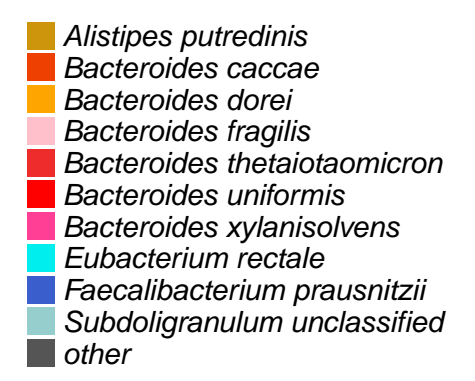 Alistipes putredinis
Bacteroides caccae
Bacteroides dorei
Bacteroides fragilis
Bacteroides thetaiotaomicron
Bacteroides uniformis
Bacteroides xylanisolvens
Eubacterium rectale
Faecalibacterium prausnitzii
Subdoligranulum unclassified
other